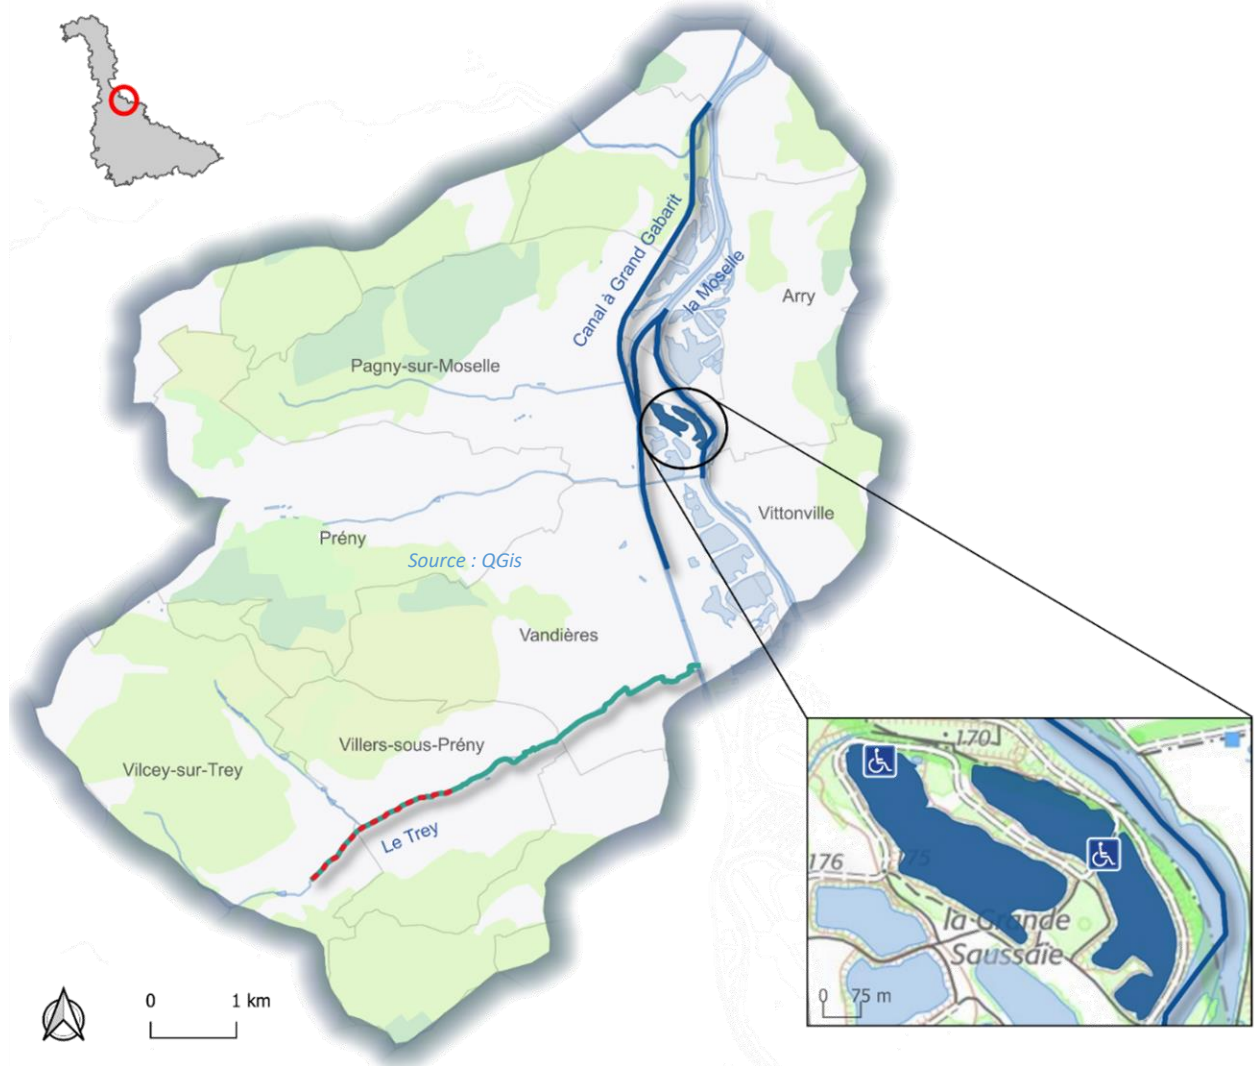 Canal à Grand Gabarit
la Moselle
Arry
Pagny-sur-Moselle
Vittonville
Prény
Source : QGis
Vandières
Villers-sous-Prény
Vilcey-sur-Trey
Le Trey
170
176
175
la Grande
Saussaie
0 75 m
0 1 km